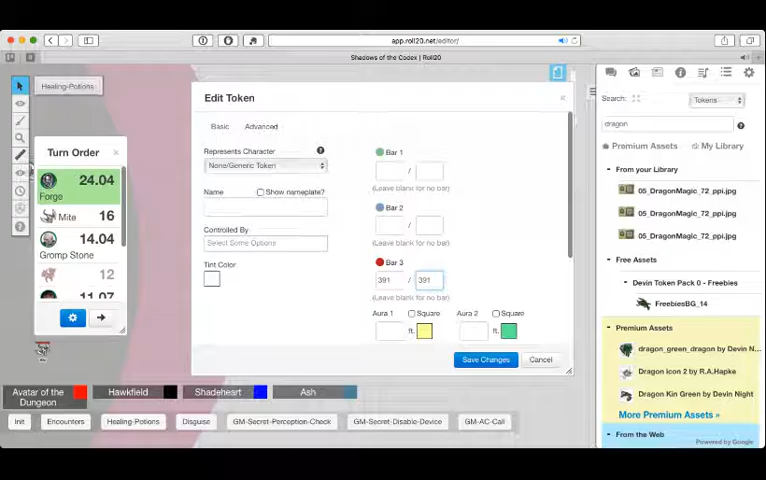 app.roll20.net/editor/
Shadows of the Codex | Roll20
Healing-Potions
Turn Order
24.04
Forge
Mite 16
14.04
Gromp Stone
12
11.07
Edit Token
Basic Advanced
Represents Character
None/Generic Token
Name Show nameplate?
Controlled By
Select Some Options
Tint Color
Bar 1
/
(Leave blank for no bar)
Bar 2
/
(Leave blank for no bar)
Bar 3
391 / 391
(Leave blank for no bar)
Aura 1 Square Aura 2 Square
ft. ft.
Save Changes Cancel
Search: Tokens
dragon
Premium Assets My Library
From your Library
05_DragonMagic_72_ppi.jpg
05_DragonMagic_72_ppi.jpg
05_DragonMagic_72_ppi.jpg
Free Assets
Devin Token Pack 0 - Freebies
FreebiesBG_14
Premium Assets
dragon_green_dragon by Devin N...
Dragon icon 2 by R.A.Hapke
Dragon Kin Green by Devin Night
More Premium Assets »
From the Web
Powered by Google
Avatar of the
Dungeon
Hawkfield
Shadeheart
Ash
Init Encounters Healing-Potions Disguise GM-Secret-Perception-Check GM-Secret-Disable-Device GM-AC-Call